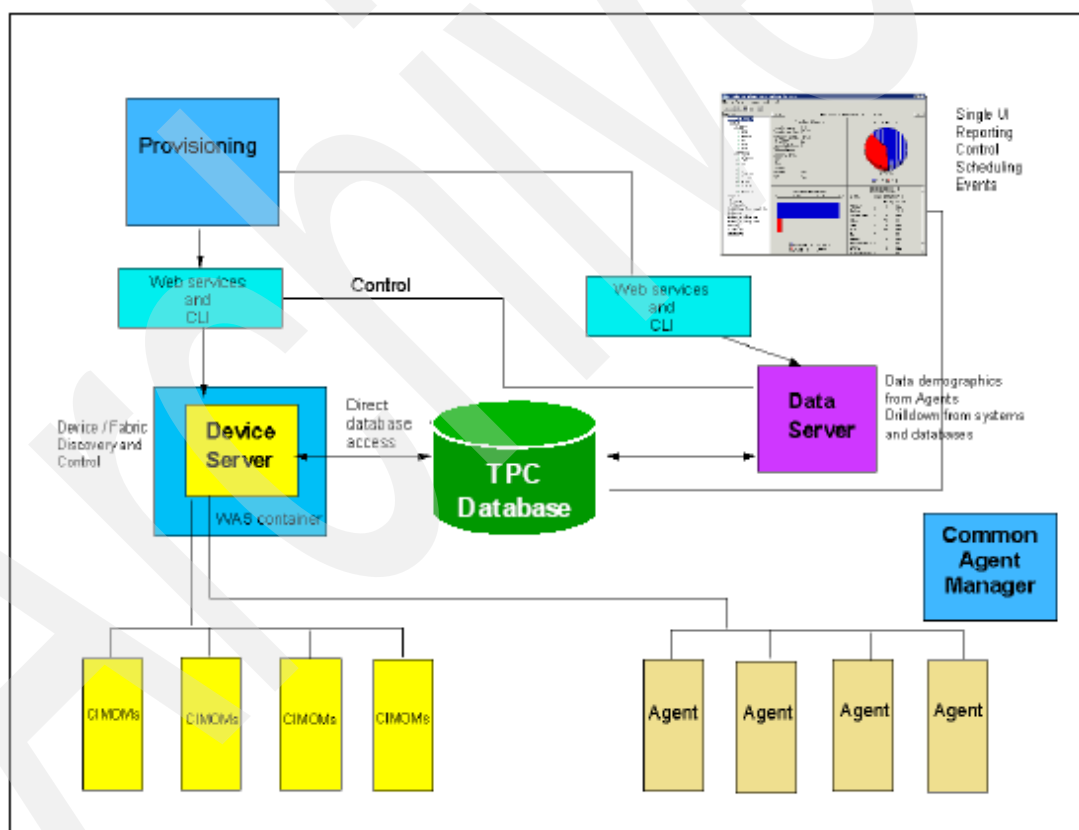 Provisioning
Single UI
Reporting
Control
Scheduling
Events
Web services
and
CLI
Control
Web services
and
CLI
Device / Fabric
Discovery and
Control
Device
Server
WAS container
Direct
database
access
TPC
Database
Data
Server
Data demographics
from Agents
Drilldown from systems
and databases
Common
Agent
Manager
CIMOMs
CIMOMs
CIMOMs
CIMOMs
Agent
Agent
Agent
Agent